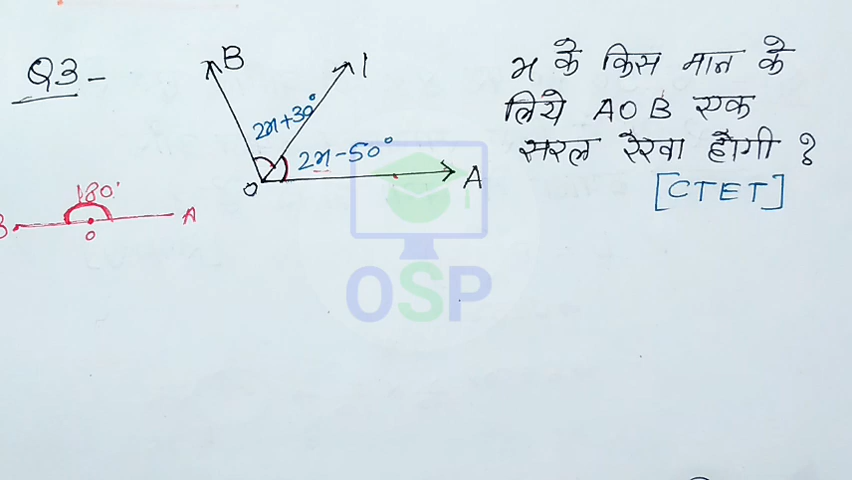 Q3-
B
1
2x+30°
2x-50°
O
A
180°
B
O
A
x के किस मान के
लिये AOB एक
सरल रेखा होगी ?
[CTET]
OSP